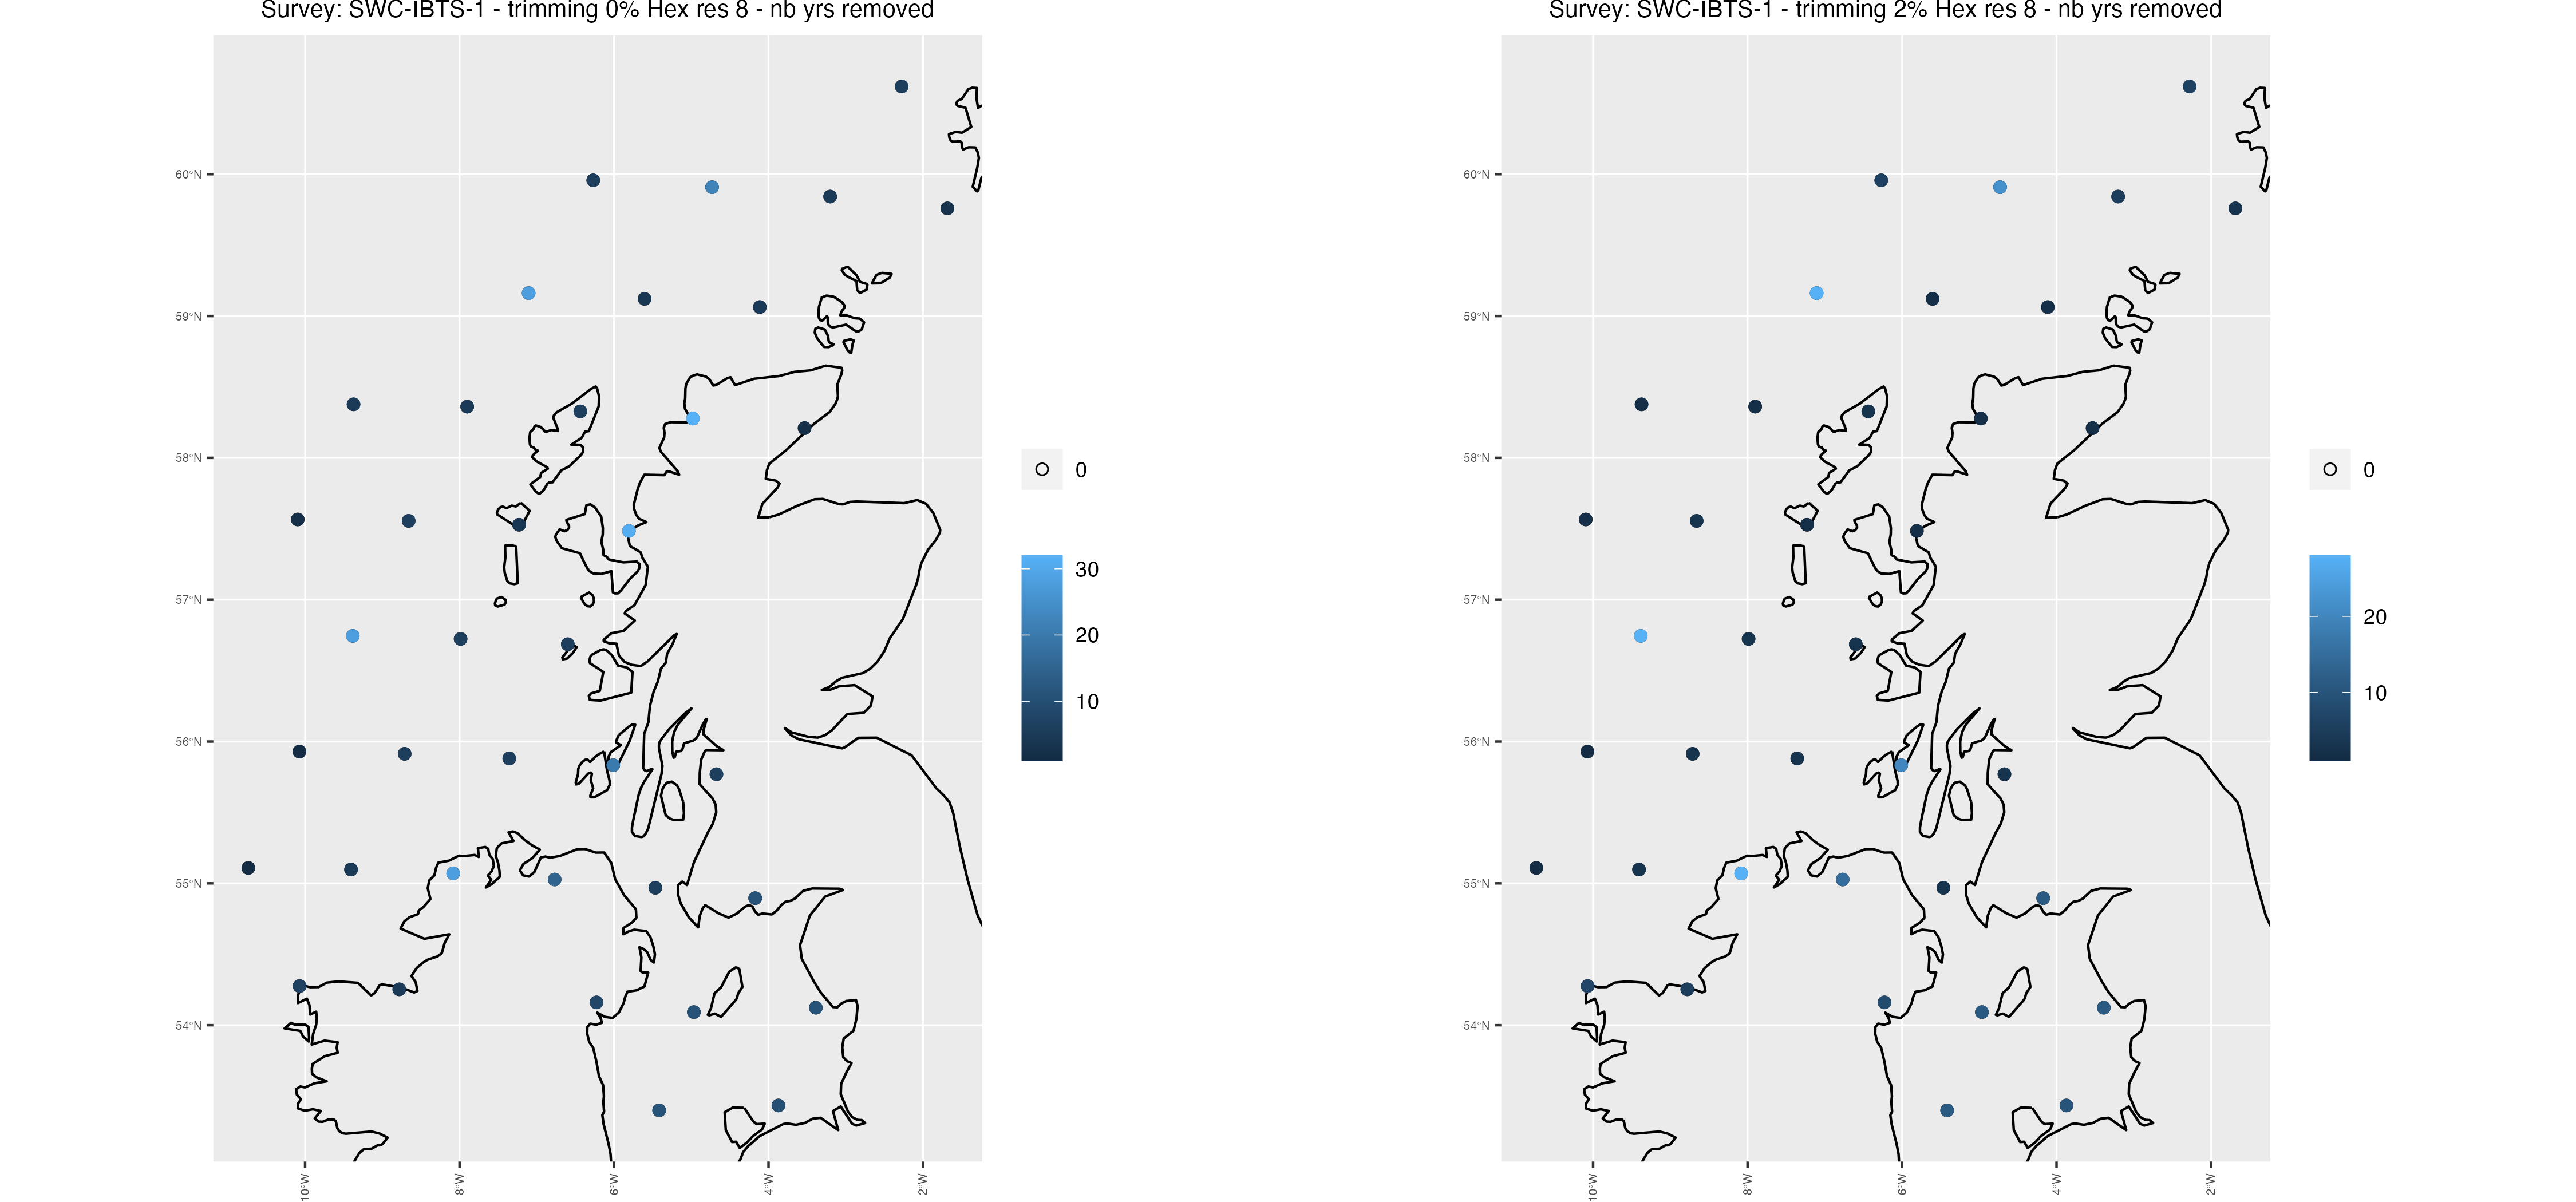 Survey: SWC-IBTS-1 - trimming 0% Hex res 8 - nb yrs removed
60°N
59°N
58°N
57°N
56°N
55°N
54°N
10°W
8°W
6°W
4°W
2°W
0
30
20
10
Survey: SWC-IBTS-1 - trimming 2% Hex res 8 - nb yrs removed
60°N
59°N
58°N
57°N
56°N
55°N
54°N
10°W
8°W
6°W
4°W
2°W
0
20
10